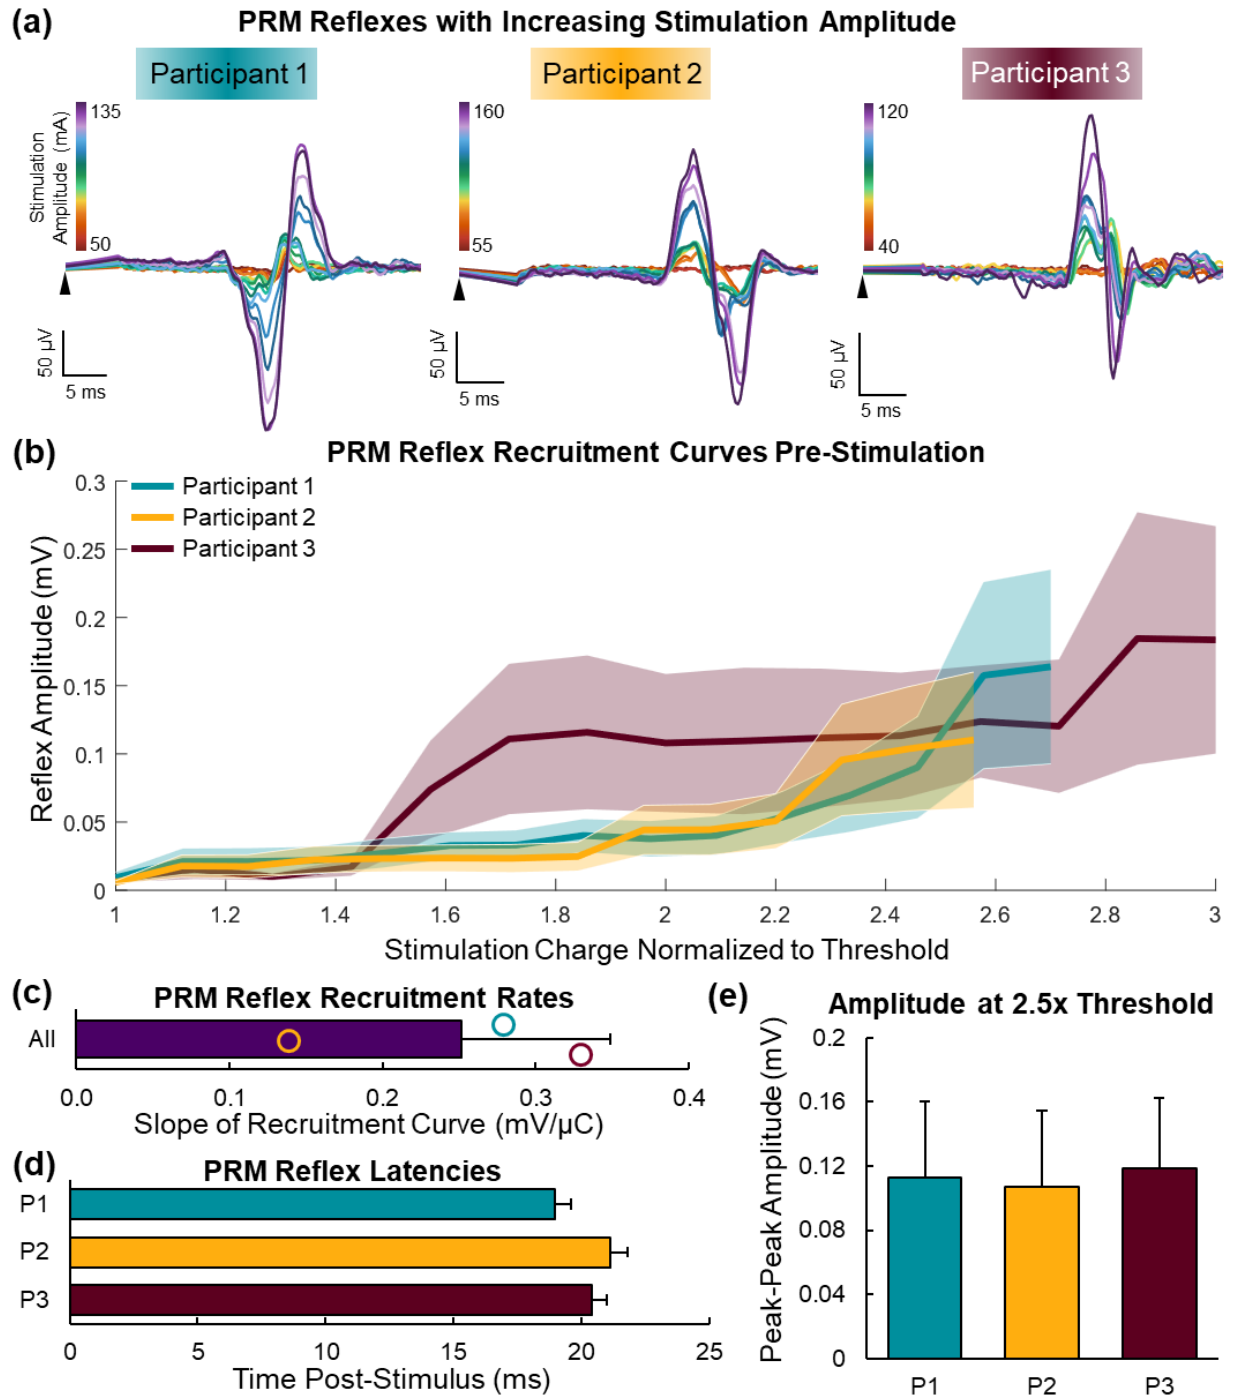 (a) PRM Reflexes with Increasing Stimulation Amplitude
Participant 1
Participant 2
Participant 3
Stimulation
Amplitude (mA)
135
50
160
55
120
40
50 µV
5 ms
50 µV
5 ms
50 µV
5 ms
(b) PRM Reflex Recruitment Curves Pre-Stimulation
Participant 1
Participant 2
Participant 3
Reflex Amplitude (mV)
0.3
0.25
0.2
0.15
0.1
0.05
0
1 1.2 1.4 1.6 1.8 2 2.2 2.4 2.6 2.8 3
Stimulation Charge Normalized to Threshold
(c) PRM Reflex Recruitment Rates
All
0.0 0.1 0.2 0.3 0.4
Slope of Recruitment Curve (mV/µC)
(d) PRM Reflex Latencies
P1
P2
P3
0 5 10 15 20 25
Time Post-Stimulus (ms)
(e) Amplitude at 2.5x Threshold
Peak-Peak Amplitude (mV)
0.2
0.16
0.12
0.08
0.04
0
P1 P2 P3